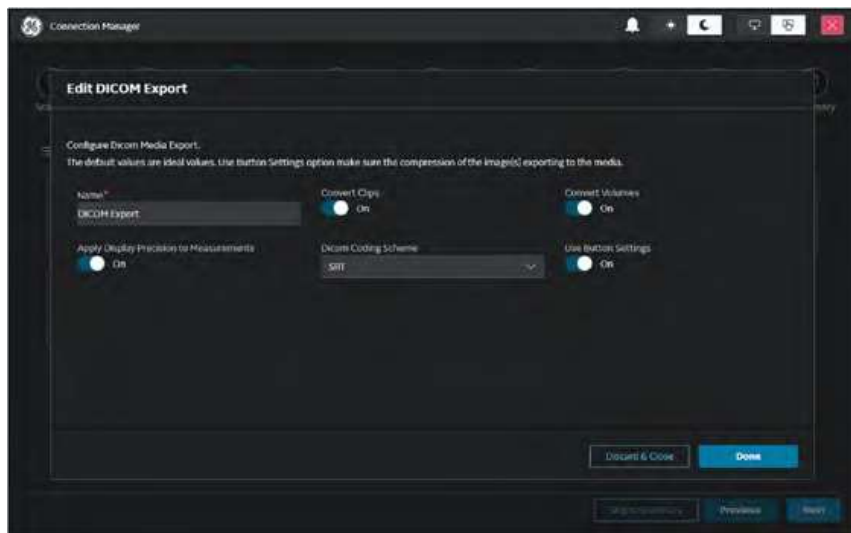 Connection Manager
Edit DICOM Export
Configure Dicom Media Export.
The default values are ideal values. Use Button Settings option make sure the compression of the image(s) exporting to the media.
Name*
Convert Clips
Convert Volumes
DICOM Export
On
On
Apply Display Precision to Measurements
Dicom Coding Scheme
Use Button Settings
On
SRT
On
Discard & Close
Done
Previous
Next